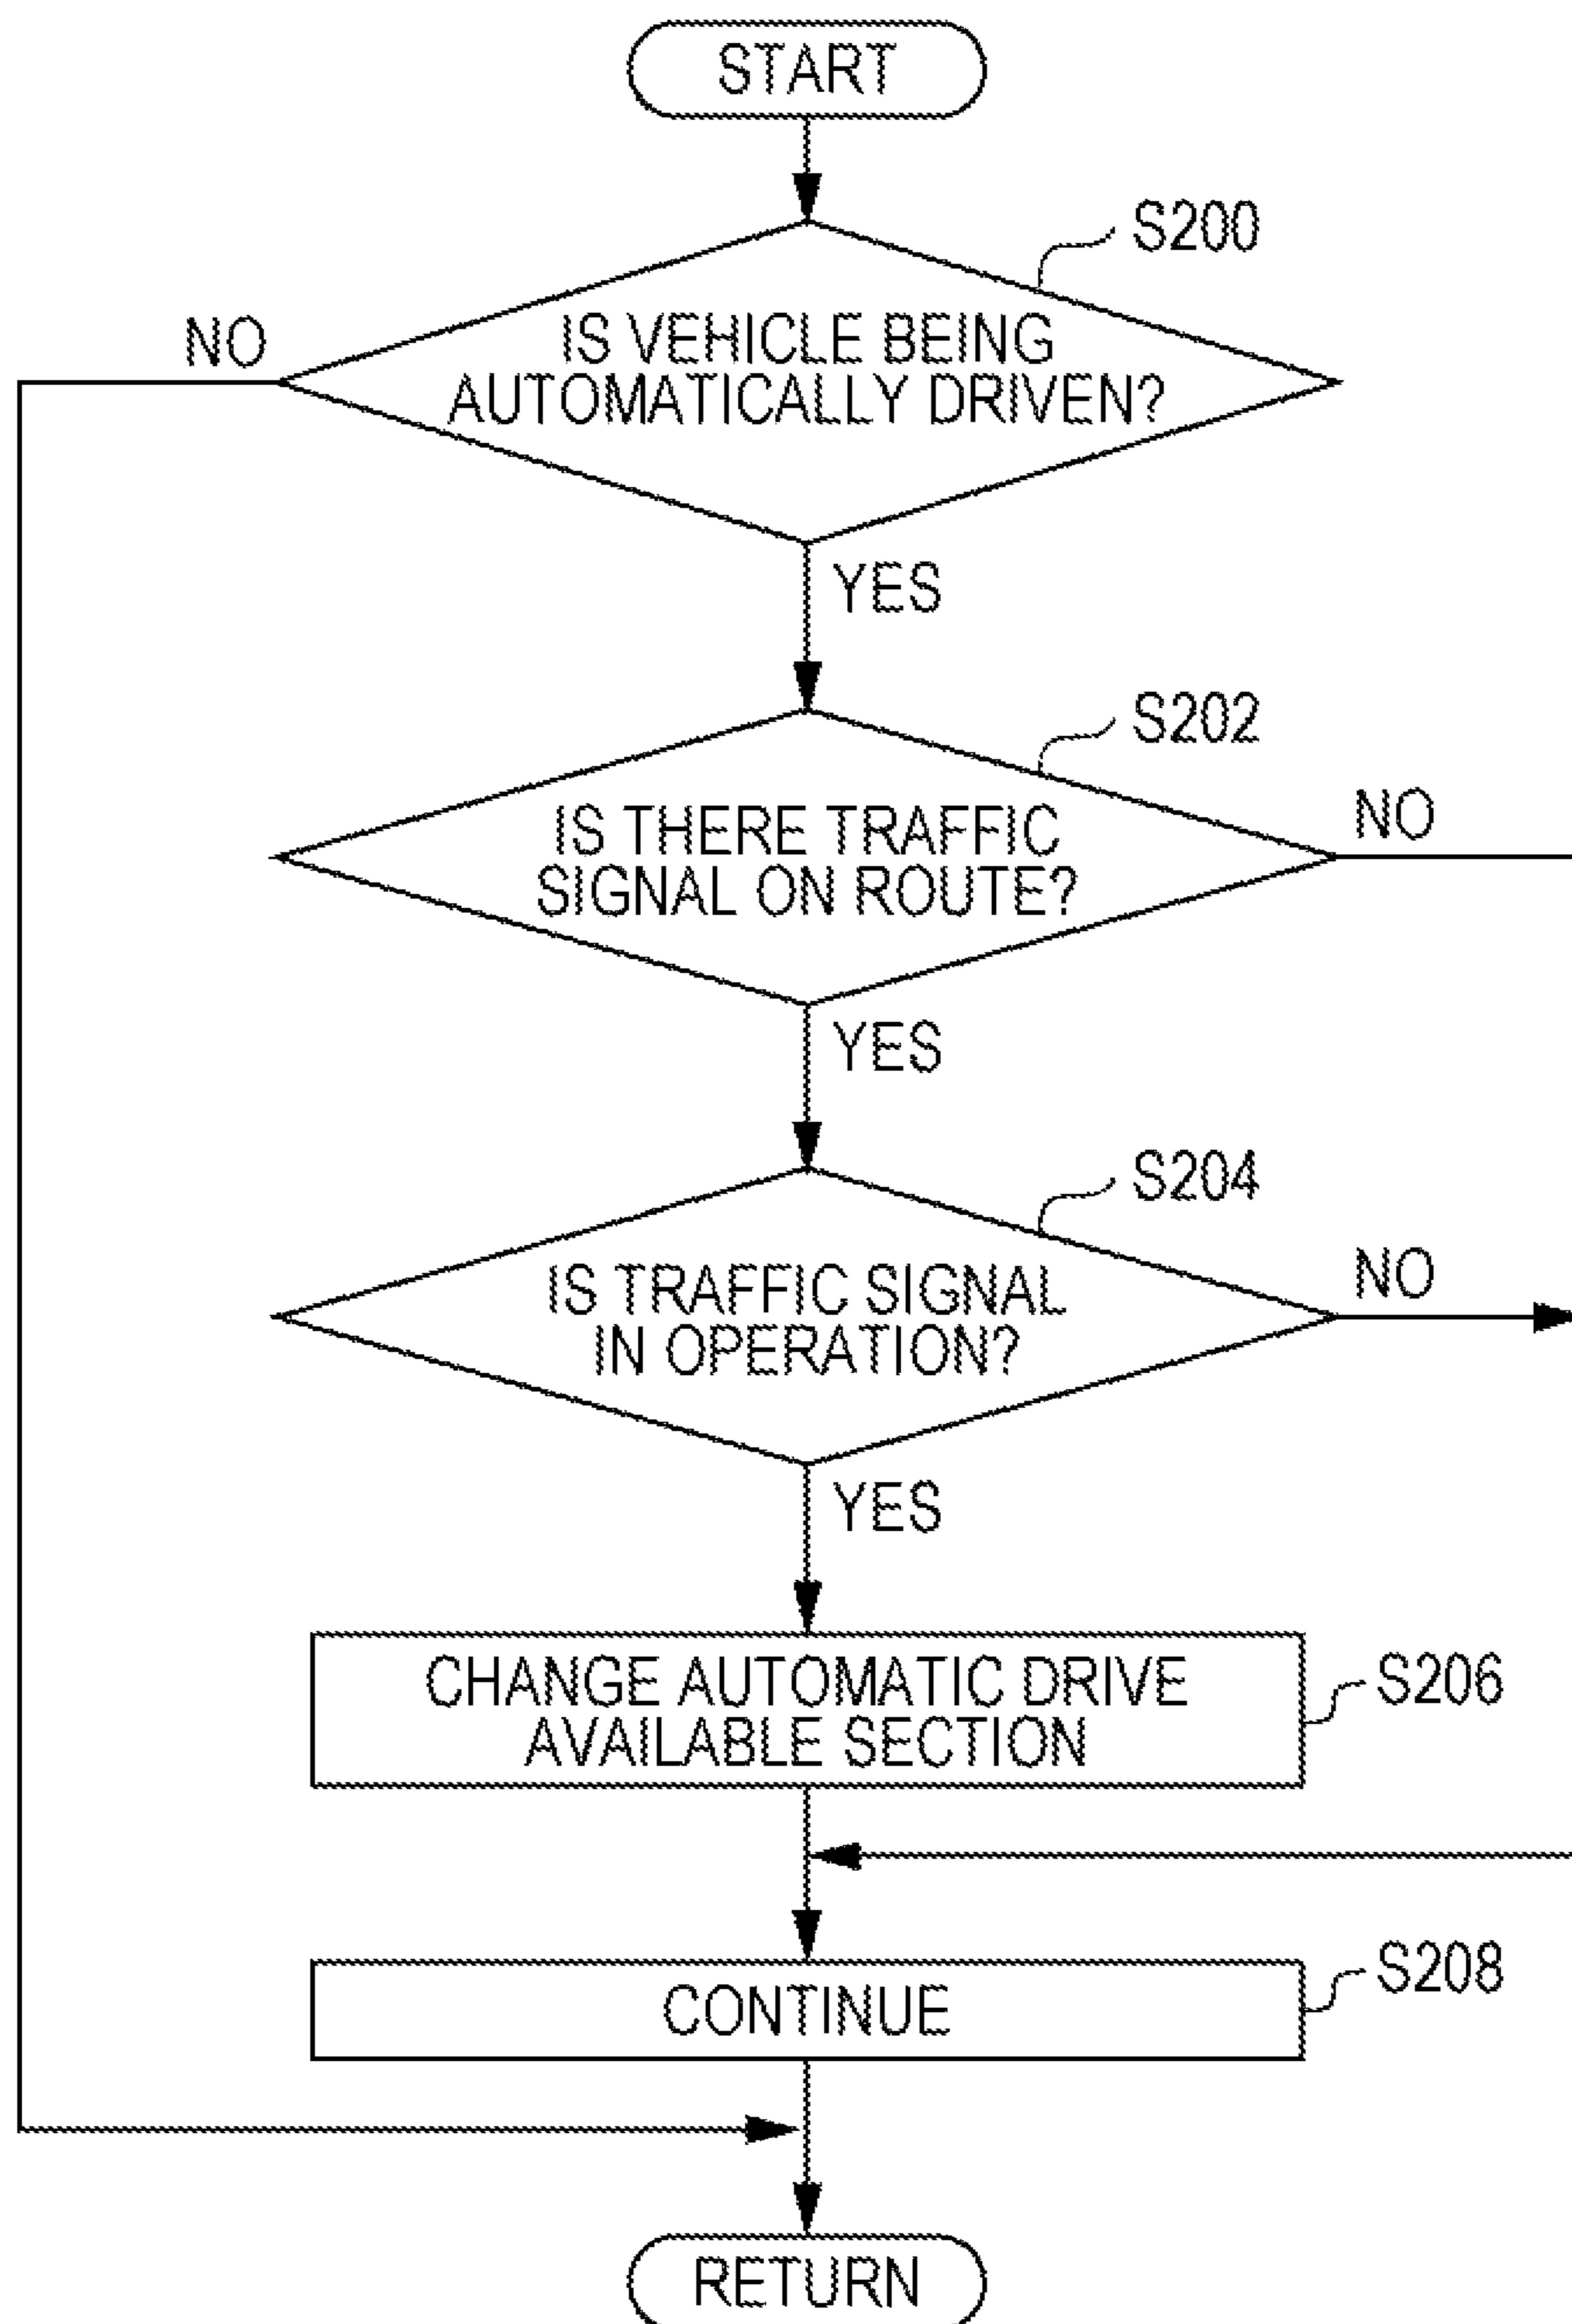 START
S200
NO
IS VEHICLE BEING
AUTOMATICALLY DRIVEN?
YES
S202
NO
IS THERE TRAFFIC
SIGNAL ON ROUTE?
YES
S204
NO
IS TRAFFIC SIGNAL
IN OPERATION?
YES
CHANGE AUTOMATIC DRIVE
AVAILABLE SECTION
S206
CONTINUE
S208
RETURN